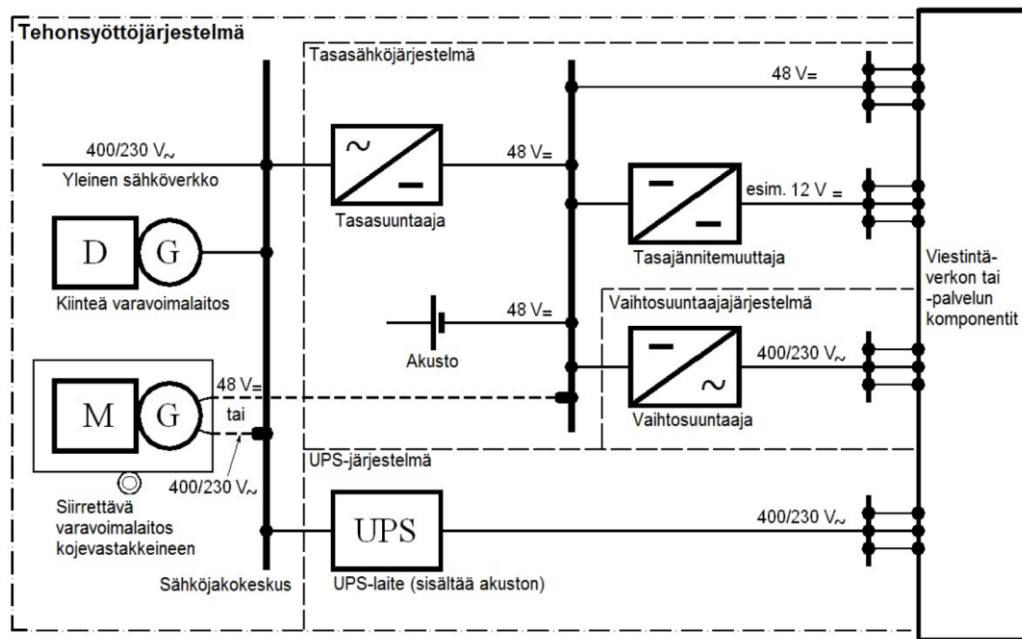 Tehonsyöttöjärjestelmä
Tasasähköjärjestelmä
48 V=
400/230 V~
Yleinen sähköverkko
~
Tasasuuntaaja
48 V=
esim. 12 V =
Tasajännitemuuttaja
D
G
Kiinteä varavoimalaitos
Viestintä-
verkon tai
-palvelun
komponentit
48 V=
Akusto
Vaihtosuuntaajajärjestelmä
~
400/230 V~
Vaihtosuuntaaja
M
G
48 V=
tai
400/230 V~
Siirrettävä
varavoimalaitos
kojevastakkeineen
Sähköjakokeskus
UPS-järjestelmä
UPS
400/230 V~
UPS-laite (sisältää akuston)